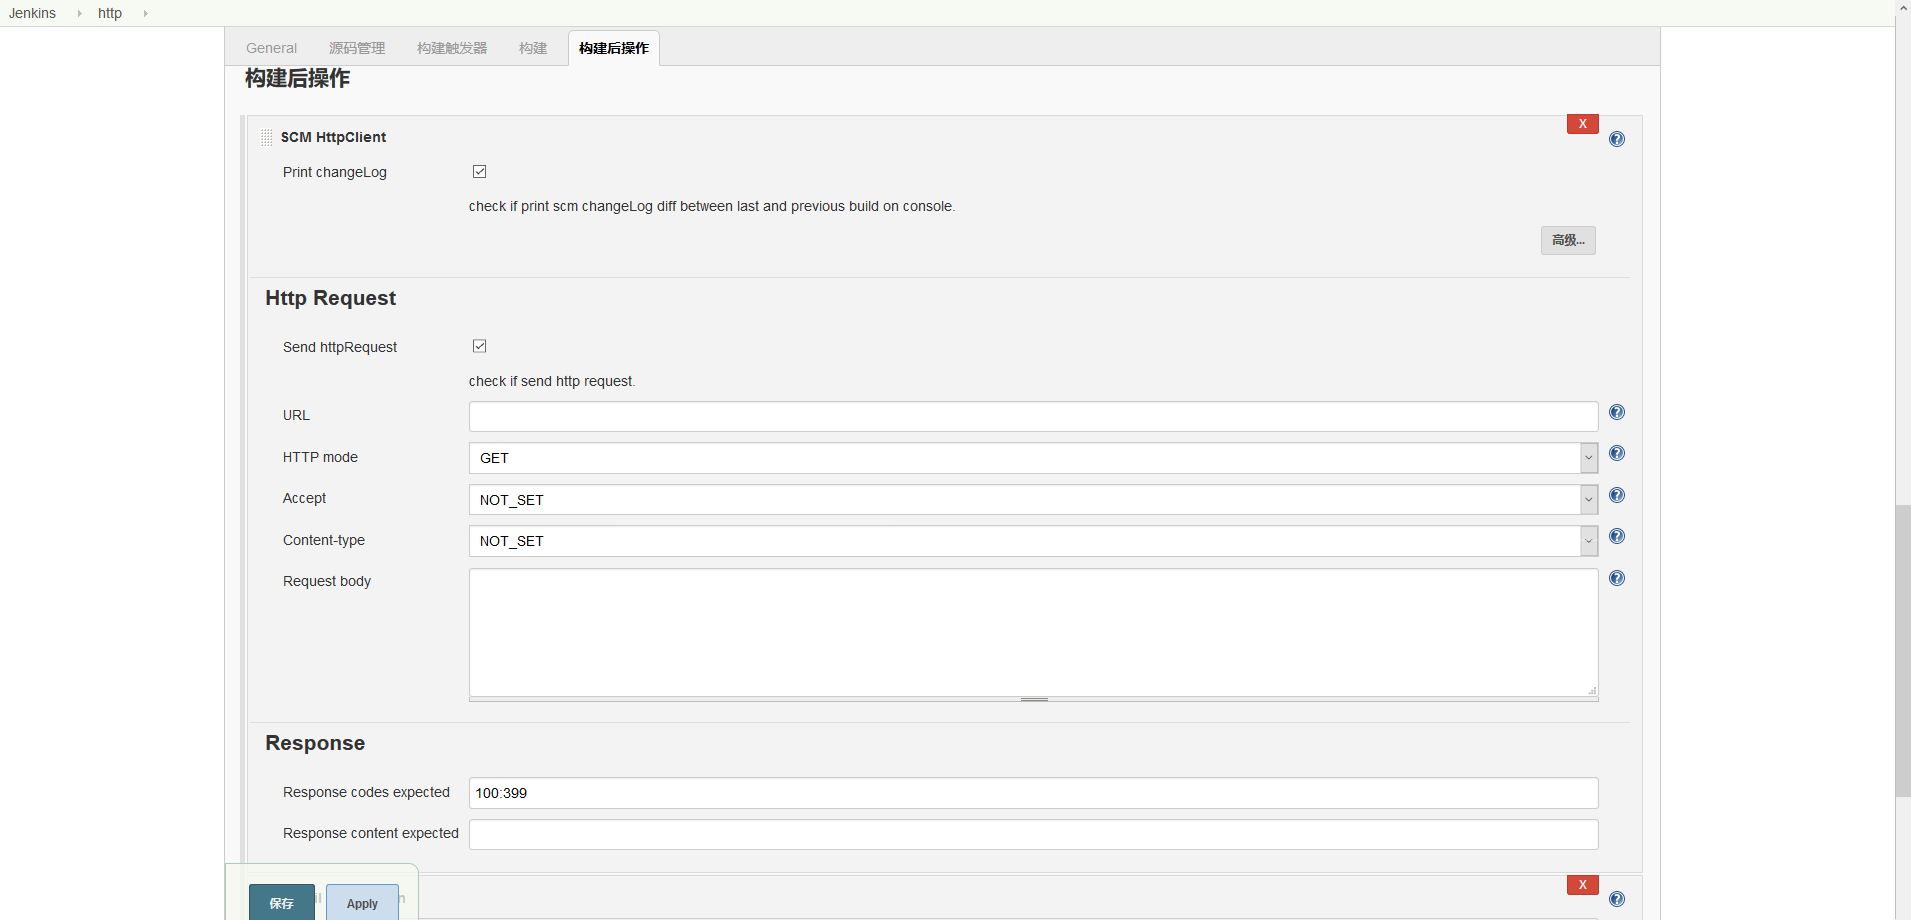 Jenkins http
General 源码管理 构建触发器 构建 构建后操作
构建后操作
X
SCM HttpClient
Print changeLog
check if print scm changeLog diff between last and previous build on console.
高级...
Http Request
Send httpRequest
check if send http request.
URL
HTTP mode GET
Accept NOT_SET
Content-type NOT_SET
Request body
Response
Response codes expected 100:399
Response content expected
X
保存 Apply